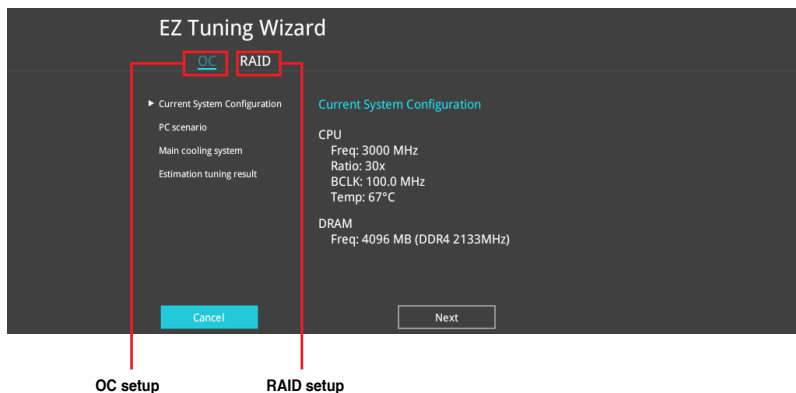 EZ Tuning Wizard
OC RAID
Current System Configuration
PC scenario
Main cooling system
Estimation tuning result
Current System Configuration
CPU
Freq: 3000 MHz
Ratio: 30x
BCLK: 100.0 MHz
Temp: 67°C
DRAM
Freq: 4096 MB (DDR4 2133MHz)
Cancel
Next
OC setup
RAID setup